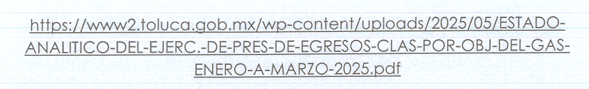 https://www2.toluca.gob.mx/wp-content/uploads/2025/05/ESTADO-
ANALITICO-DEL-EJERC.-DE-PRES-DE-EGRESOS-CLAS-POR-OBJ-DEL-GAS-
ENERO-A-MARZO-2025.pdf